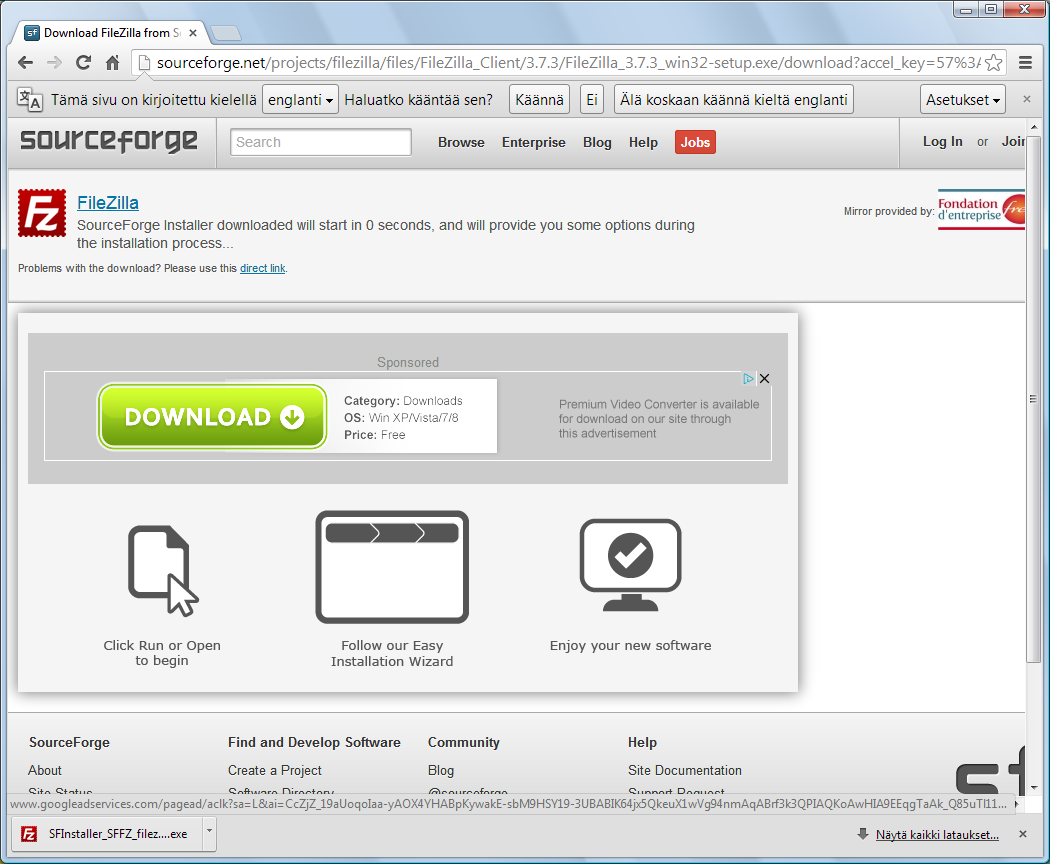 Download FileZilla from S
sourceforge.net/projects/filezilla/files/FileZilla_Client/3.7.3/FileZilla_3.7.3_win32-setup.exe/download?accel_key=57%3
Tämä sivu on kirjoitettu kielellä englanti Haluatko kääntää sen? Käännä Ei Älä koskaan käännä kieltä englanti Asetukset
sourceforge Search Browse Enterprise Blog Help Jobs Log In or Join
FileZilla
SourceForge Installer downloaded will start in 0 seconds, and will provide you some options during
the installation process...
Mirror provided by:
Fondation
d'entreprise free
Problems with the download? Please use this direct link.
Sponsored
DOWNLOAD
Category: Downloads
OS: Win XP/Vista/7/8
Price: Free
Premium Video Converter is available
for download on our site through
this advertisement
Click Run or Open
to begin
Follow our Easy
Installation Wizard
Enjoy your new software
SourceForge Find and Develop Software Community Help
About Create a Project Blog Site Documentation
Site Status Software Directory @sourceforge Support Request
sf
www.googleadservices.com/pagead/aclk?sa=L&ai=CcZjZ_19aUoqoIaa-yAOX4YHABpKywakE-sbM9HSY19-3UBABIK64jx5QkeuX1wVg94nmAqABrf3k3QPIAQKoAwHIA9EEqgTaAk_Q85uTl11...
SFInstaller_SFFZ_filez....exe Näytä kaikki lataukset...